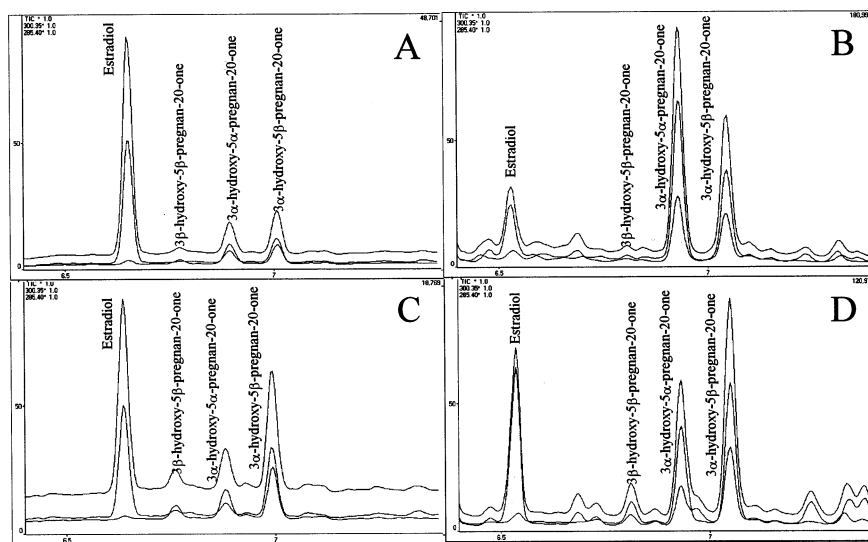 TIC * 1.0
300.35* 1.0
285.40* 1.0
48,701
A
Estradiol
3β-hydroxy-5β-pregnan-20-one
3α-hydroxy-5α-pregnan-20-one
3α-hydroxy-5β-pregnan-20-one
50
0
6.5
7
TIC * 1.0
300.35* 1.0
285.40* 1.0
B
Estradiol
3β-hydroxy-5β-pregnan-20-one
3α-hydroxy-5α-pregnan-20-one
3α-hydroxy-5β-pregnan-20-one
50
0
6.5
7
TIC * 1.0
300.35* 1.0
285.40* 1.0
C
Estradiol
3β-hydroxy-5β-pregnan-20-one
3α-hydroxy-5α-pregnan-20-one
3α-hydroxy-5β-pregnan-20-one
50
0
6.5
7
TIC * 1.0
300.35* 1.0
285.40* 1.0
D
Estradiol
3β-hydroxy-5β-pregnan-20-one
3α-hydroxy-5α-pregnan-20-one
3α-hydroxy-5β-pregnan-20-one
50
0
6.5
7